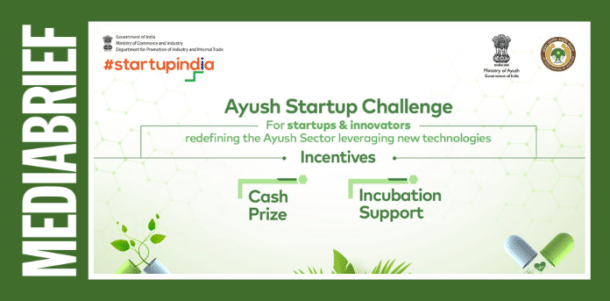 MEDIABRIEF
Government of India
Ministry of Commerce and Industry
Department for Promotion of Industry and Internal Trade
#startupindia
Ministry of Ayush
Government of India
Ayush Startup Challenge
For startups & innovators
redefining the Ayush Sector leveraging new technologies
Incentives
Cash
Prize
Incubation
Support